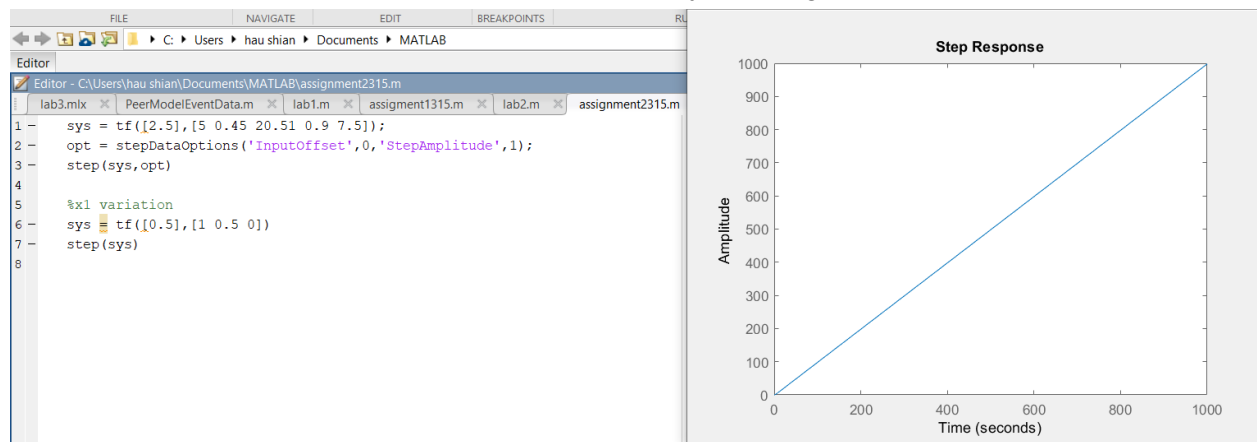 FILE NAVIGATE EDIT BREAKPOINTS RU
C: Users hau shian Documents MATLAB
Editor
Editor - C:\Users\hau shian\Documents\MATLAB\assignment2315.m
lab3.mlx PeerModelEventData.m lab1.m assigment1315.m lab2.m assignment2315.m
1 sys = tf([2.5],[5 0.45 20.51 0.9 7.5]);
2 opt = stepDataOptions('InputOffset',0,'StepAmplitude',1);
3 step(sys,opt)
4
5 %x1 variation
6 sys = tf([0.5],[1 0.5 0])
7 step(sys)
8
Step Response
Amplitude
1000
900
800
700
600
500
400
300
200
100
0
0 200 400 600 800 1000
Time (seconds)